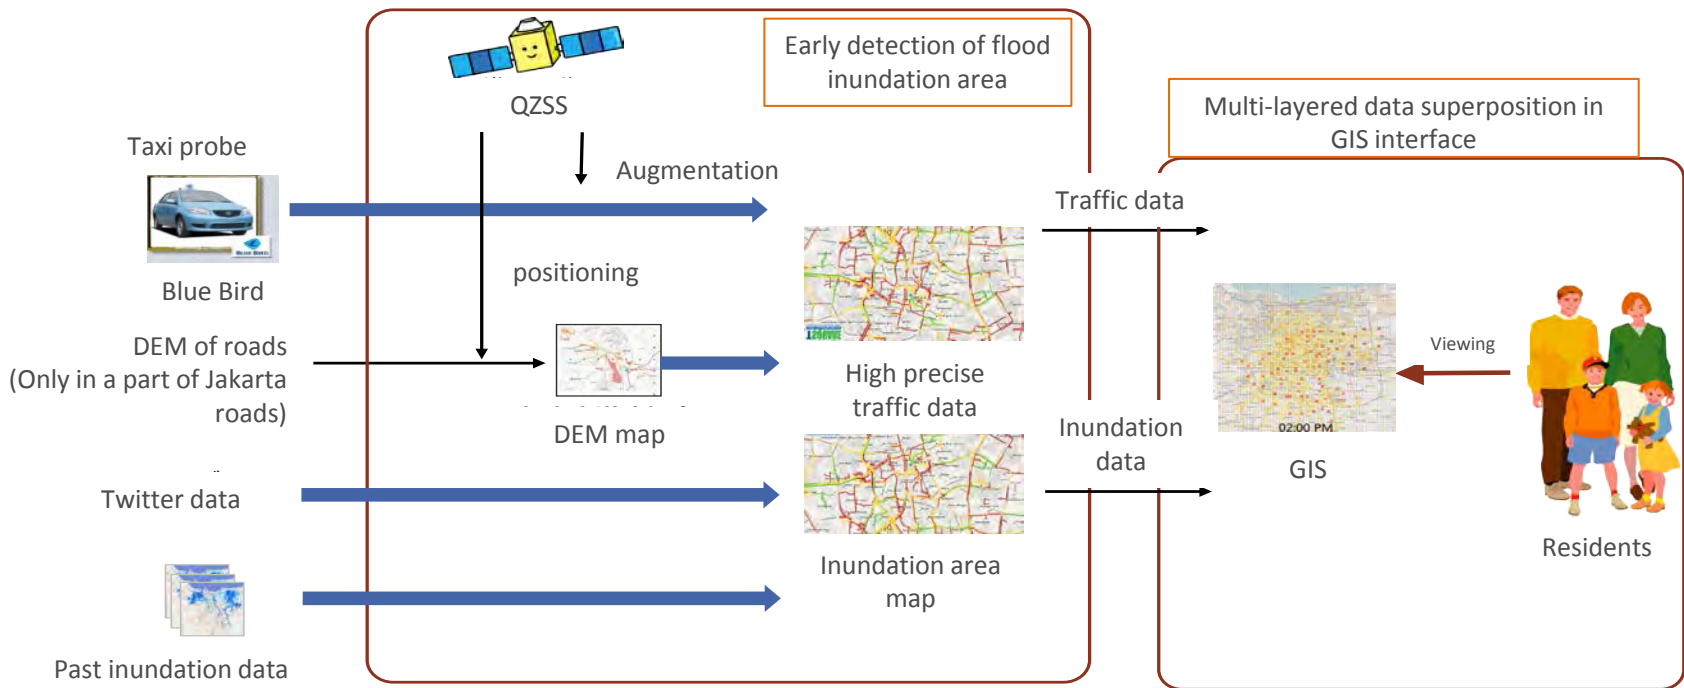 QZSS
Early detection of flood
inundation area
Multi-layered data superposition in
GIS interface
Taxi probe
BLUE BIRD
Blue Bird
Augmentation
positioning
DEM of roads
(Only in a part of Jakarta
roads)
DEM map
High precise
traffic data
Traffic data
Inundation
data
Twitter data
Inundation area
map
Past inundation data
02:00 PM
GIS
Viewing
Residents